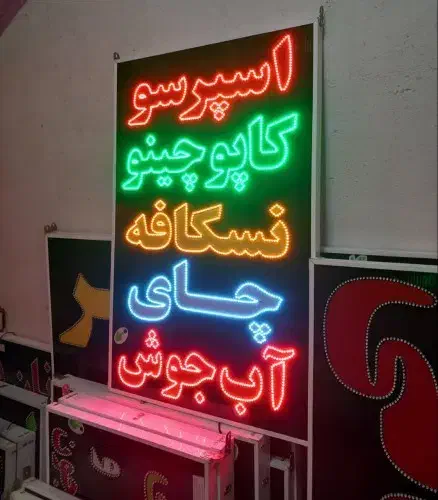 اسپرسو
کاپوچینو
نسکافه
چای
آب جوش